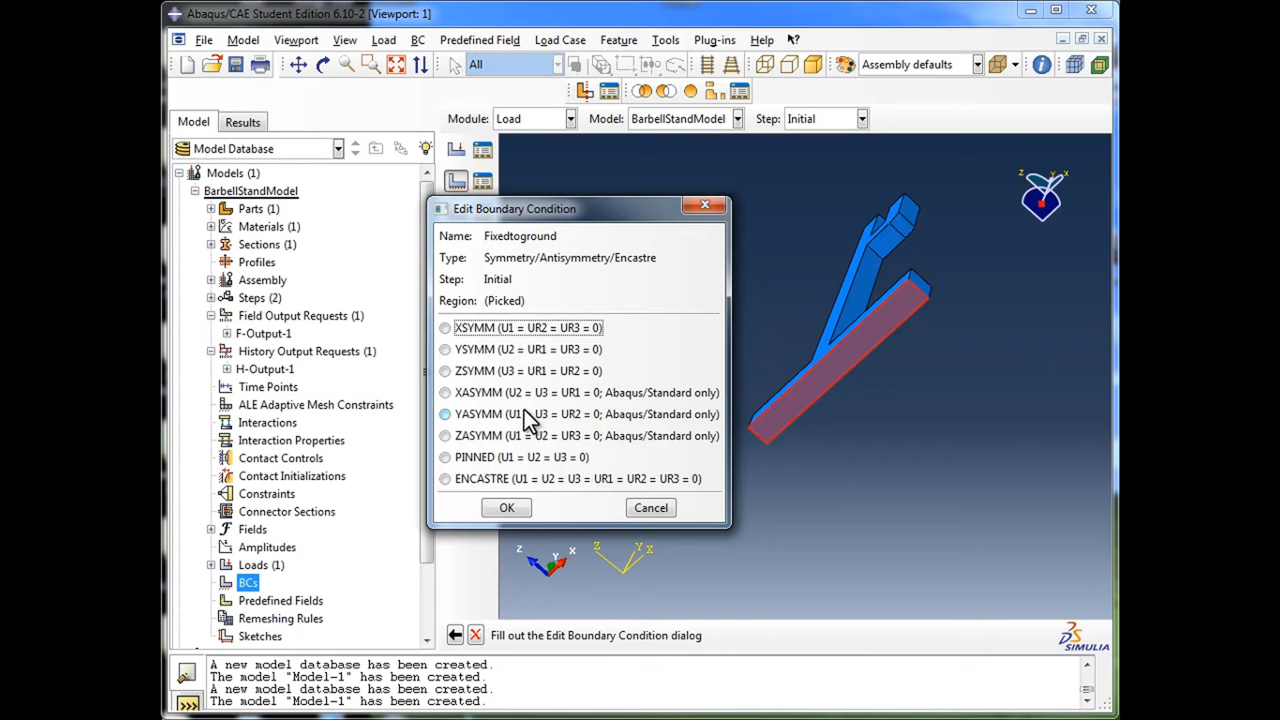 Abaqus/CAE Student Edition 6.10-2 [Viewport: 1]
File Model Viewport View Load BC Predefined Field Load Case Feature Tools Plug-ins Help
All
Assembly defaults
Model Results
Module: Load Model: BarbellStandModel Step: Initial
Model Database
Models (1)
BarbellStandModel
Parts (1)
Materials (1)
Sections (1)
Profiles
Assembly
Steps (2)
Field Output Requests (1)
F-Output-1
History Output Requests (1)
H-Output-1
Time Points
ALE Adaptive Mesh Constraints
Interactions
Interaction Properties
Contact Controls
Contact Initializations
Constraints
Connector Sections
Fields
Amplitudes
Loads (1)
BCs
Predefined Fields
Remeshing Rules
Sketches
Edit Boundary Condition
Name: Fixedtoground
Type: Symmetry/Antisymmetry/Encastre
Step: Initial
Region: (Picked)
XSYMM (U1 = UR2 = UR3 = 0)
YSYMM (U2 = UR1 = UR3 = 0)
ZSYMM (U3 = UR1 = UR2 = 0)
XASYMM (U2 = U3 = UR1 = 0; Abaqus/Standard only)
YASYMM (U1 = U3 = UR2 = 0; Abaqus/Standard only)
ZASYMM (U1 = U2 = UR3 = 0; Abaqus/Standard only)
PINNED (U1 = U2 = U3 = 0)
ENCASTRE (U1 = U2 = U3 = UR1 = UR2 = UR3 = 0)
OK Cancel
Z Y X
Z Y X
Z Y X
Fill out the Edit Boundary Condition dialog
SIMULIA
A new model database has been created.
The model "Model-1" has been created.
A new model database has been created.
The model "Model-1" has been created.
>>>